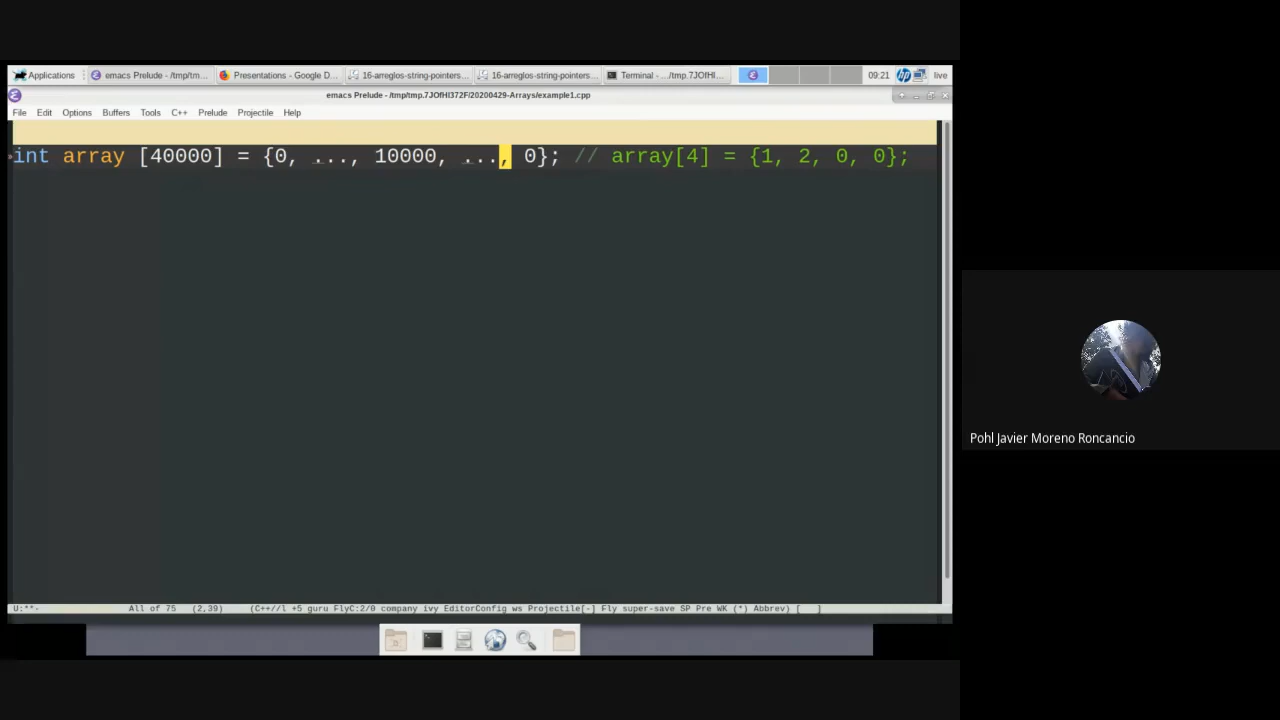 Applications
emacs Prelude - /tmp/tm...
Presentations - Google D...
16-arreglos-string-pointers...
16-arreglos-string-pointers...
Terminal - .../tmp.7JOfHI...
09:21
live
emacs Prelude - /tmp/tmp.7JOfHI372F/20200429-Arrays/example1.cpp
File Edit Options Buffers Tools C++ Prelude Projectile Help
int array [40000] = {0, ..., 10000, ..., 0}; // array[4] = {1, 2, 0, 0};
U:**- All of 75 (2,39) (C++//l +5 guru FlyC:2/0 company ivy EditorConfig ws Projectile[-] Fly super-save SP Pre WK (*) Abbrev) [ ]
Pohl Javier Moreno Roncancio